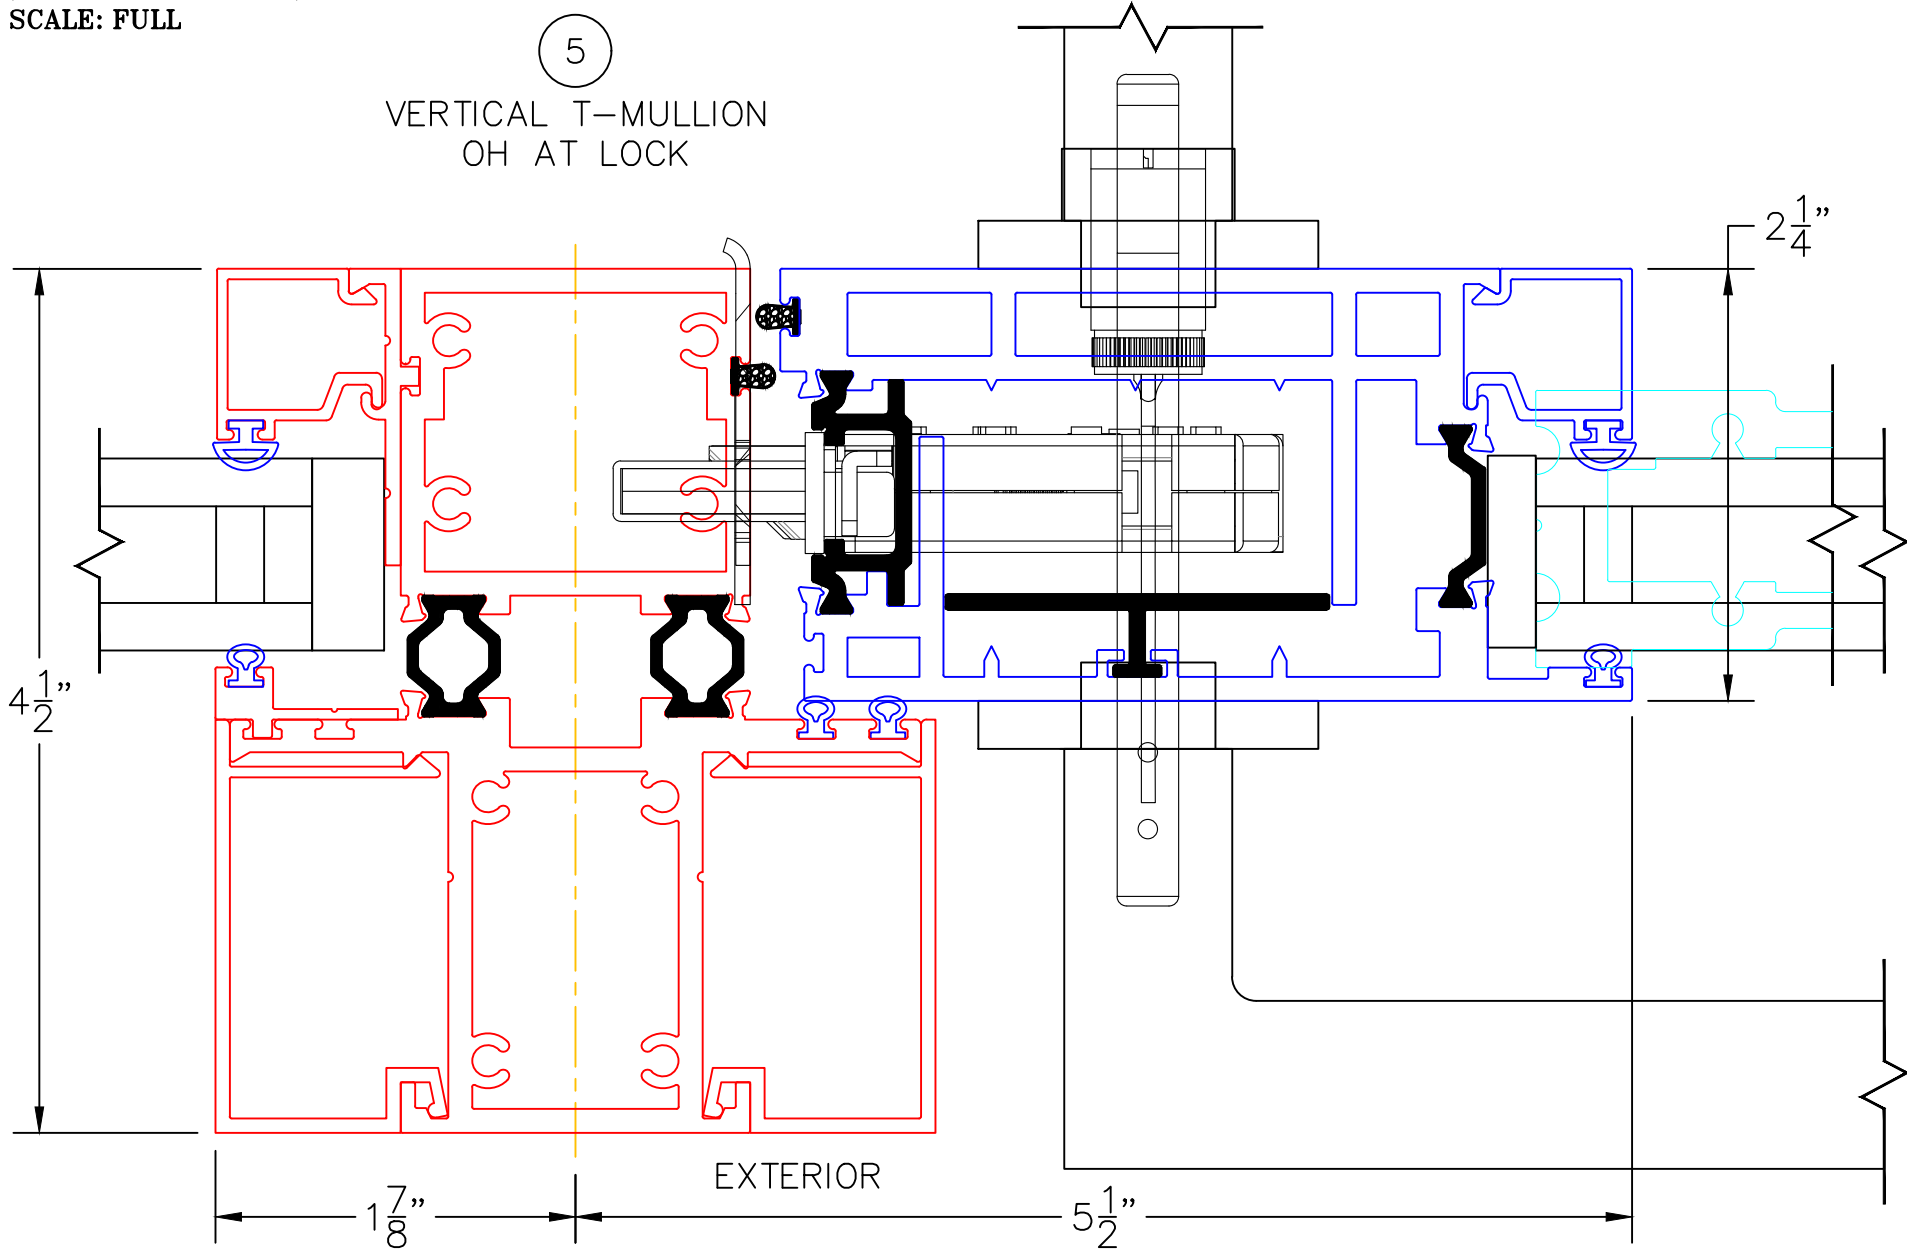 SCALE: FULL
5
VERTICAL T-MULLION
OH AT LOCK
2 1/4”
4 1/2”
EXTERIOR
1 7/8”
5 1/2”